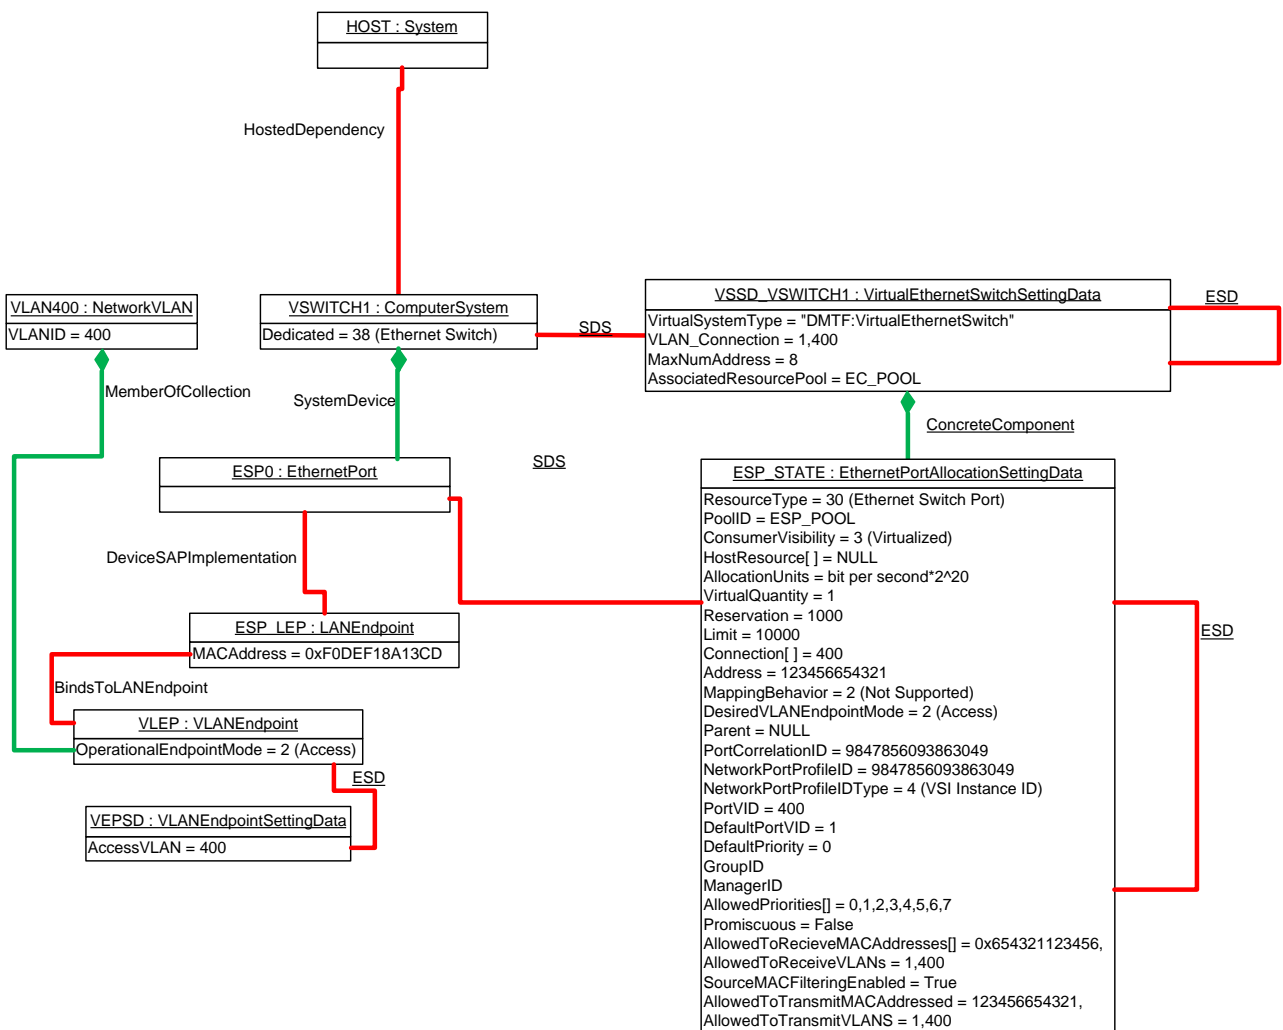 HOST : System
HostedDependency
VLAN400 : NetworkVLAN
VLANID = 400
VSWITCH1 : ComputerSystem
Dedicated = 38 (Ethernet Switch)
SDS
VSSD_VSWITCH1 : VirtualEthernetSwitchSettingData
VirtualSystemType = "DMTF:VirtualEthernetSwitch"
VLAN_Connection = 1,400
MaxNumAddress = 8
AssociatedResourcePool = EC_POOL
ESD
MemberOfCollection
SystemDevice
ConcreteComponent
ESP0 : EthernetPort
SDS
DeviceSAPImplementation
ESP_LEP : LANEndpoint
MACAddress = 0xF0DEF18A13CD
BindsToLANEndpoint
VLEP : VLANEndpoint
OperationalEndpointMode = 2 (Access)
ESD
VEPSD : VLANEndpointSettingData
AccessVLAN = 400
ESP_STATE : EthernetPortAllocationSettingData
ResourceType = 30 (Ethernet Switch Port)
PoolID = ESP_POOL
ConsumerVisibility = 3 (Virtualized)
HostResource[ ] = NULL
AllocationUnits = bit per second*2^20
VirtualQuantity = 1
Reservation = 1000
Limit = 10000
Connection[ ] = 400
Address = 123456654321
MappingBehavior = 2 (Not Supported)
DesiredVLANEndpointMode = 2 (Access)
Parent = NULL
PortCorrelationID = 9847856093863049
NetworkPortProfileID = 9847856093863049
NetworkPortProfileIDType = 4 (VSI Instance ID)
PortVID = 400
DefaultPortVID = 1
DefaultPriority = 0
GroupID
ManagerID
AllowedPriorities[] = 0,1,2,3,4,5,6,7
Promiscuous = False
AllowedToRecieveMACAddresses[] = 0x654321123456,
AllowedToReceiveVLANs = 1,400
SourceMACFilteringEnabled = True
AllowedToTransmitMACAddressed = 123456654321,
AllowedToTransmitVLANS = 1,400
ESD